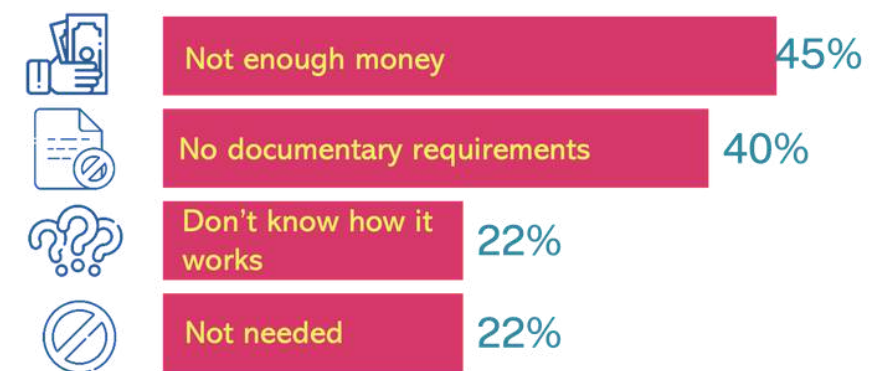 Not enough money
45%
No documentary requirements
40%
Don't know how it
works
22%
Not needed
22%